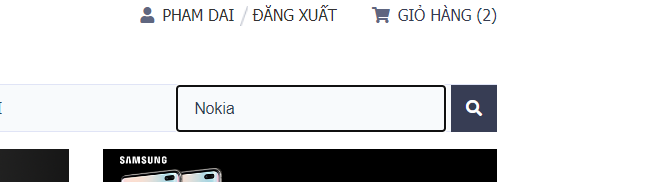 PHAM DAI / ĐĂNG XUẤT GIỎ HÀNG (2)
Nokia
SAMSUNG